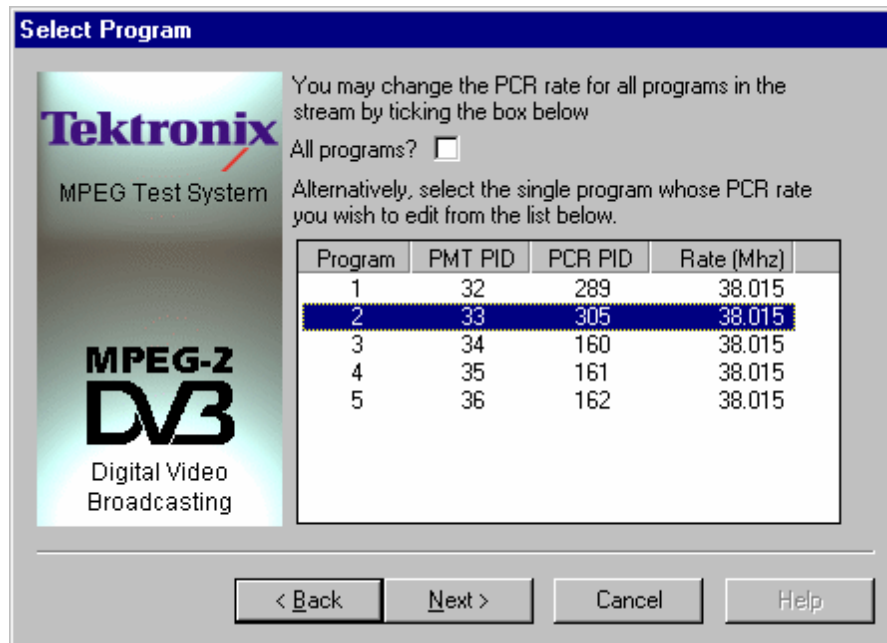 Select Program
Tektronix
MPEG Test System
MPEG-2
DVB
Digital Video
Broadcasting
You may change the PCR rate for all programs in the
stream by ticking the box below
All programs?
Alternatively, select the single program whose PCR rate
you wish to edit from the list below.
Program PMT PID PCR PID Rate (Mhz)
1 32 289 38.015
2 33 305 38.015
3 34 160 38.015
4 35 161 38.015
5 36 162 38.015
< Back Next > Cancel Help